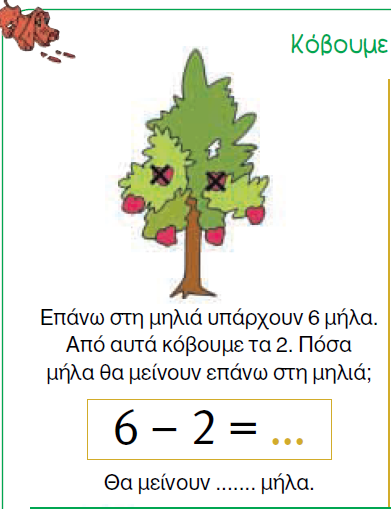 Κόβουμε
Επάνω στη μηλιά υπάρχουν 6 μήλα.
Από αυτά κόβουμε τα 2. Πόσα
μήλα θα μείνουν επάνω στη μηλιά;
6 – 2 = ...
Θα μείνουν ....... μήλα.